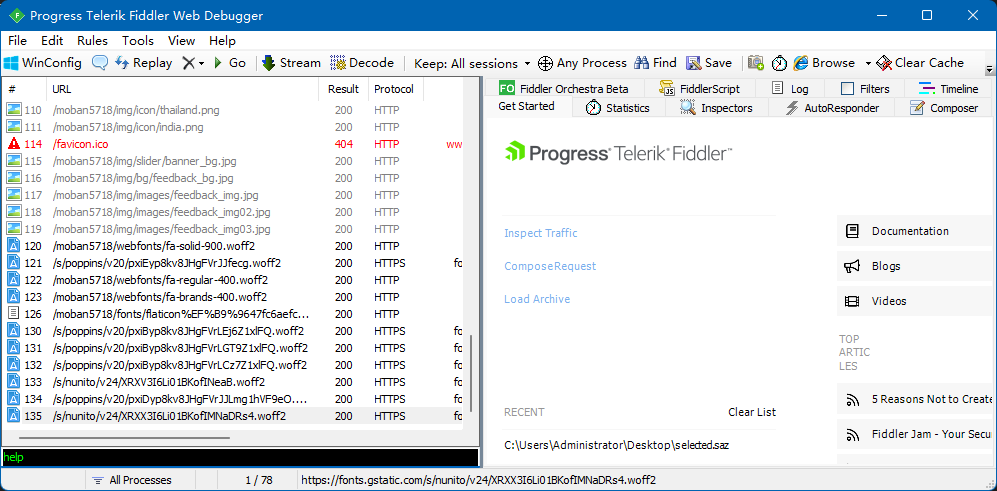 Progress Telerik Fiddler Web Debugger
File Edit Rules Tools View Help
WinConfig Replay Go Stream Decode Keep: All sessions Any Process Find Save Browse Clear Cache
# URL Result Protocol
110 /moban5718/img/icon/thailand.png 200 HTTP
111 /moban5718/img/icon/india.png 200 HTTP
114 /favicon.ico 404 HTTP ww
115 /moban5718/img/slider/banner_bg.jpg 200 HTTP
116 /moban5718/img/bg/feedback_bg.jpg 200 HTTP
117 /moban5718/img/images/feedback_img.jpg 200 HTTP
118 /moban5718/img/images/feedback_img02.jpg 200 HTTP
119 /moban5718/img/images/feedback_img03.jpg 200 HTTP
120 /moban5718/webfonts/fa-solid-900.woff2 200 HTTP
121 /s/poppins/v20/pxiEyp8kv8JHgFVrJJfecg.woff2 200 HTTPS fo
122 /moban5718/webfonts/fa-regular-400.woff2 200 HTTP
123 /moban5718/webfonts/fa-brands-400.woff2 200 HTTP
126 /moban5718/fonts/flaticon%EF%B9%9647fc6aefc... 200 HTTP
130 /s/poppins/v20/pxiByp8kv8JHgFVrLEj6Z1xlFQ.woff2 200 HTTPS fo
131 /s/poppins/v20/pxiByp8kv8JHgFVrLGT9Z1xlFQ.woff2 200 HTTPS fo
132 /s/poppins/v20/pxiByp8kv8JHgFVrLCz7Z1xlFQ.woff2 200 HTTPS fo
133 /s/nunito/v24/XRXV3I6Li01BKofINeaB.woff2 200 HTTPS fo
134 /s/poppins/v20/pxiDyp8kv8JHgFVrJJLmg1hVF9eO.... 200 HTTPS fo
135 /s/nunito/v24/XRXX3I6Li01BKofIMNaDRs4.woff2 200 HTTPS fo
help
FO Fiddler Orchestra Beta FiddlerScript Log Filters Timeline
Get Started Statistics Inspectors AutoResponder Composer
Progress Telerik Fiddler™
Inspect Traffic
ComposeRequest
Load Archive
RECENT Clear List
C:\Users\Administrator\Desktop\selected.saz
Documentation
Blogs
Videos
TOP
ARTIC
LES
5 Reasons Not to Create
Fiddler Jam - Your Secu
All Processes 1 / 78 https://fonts.gstatic.com/s/nunito/v24/XRXX3I6Li01BKofIMNaDRs4.woff2